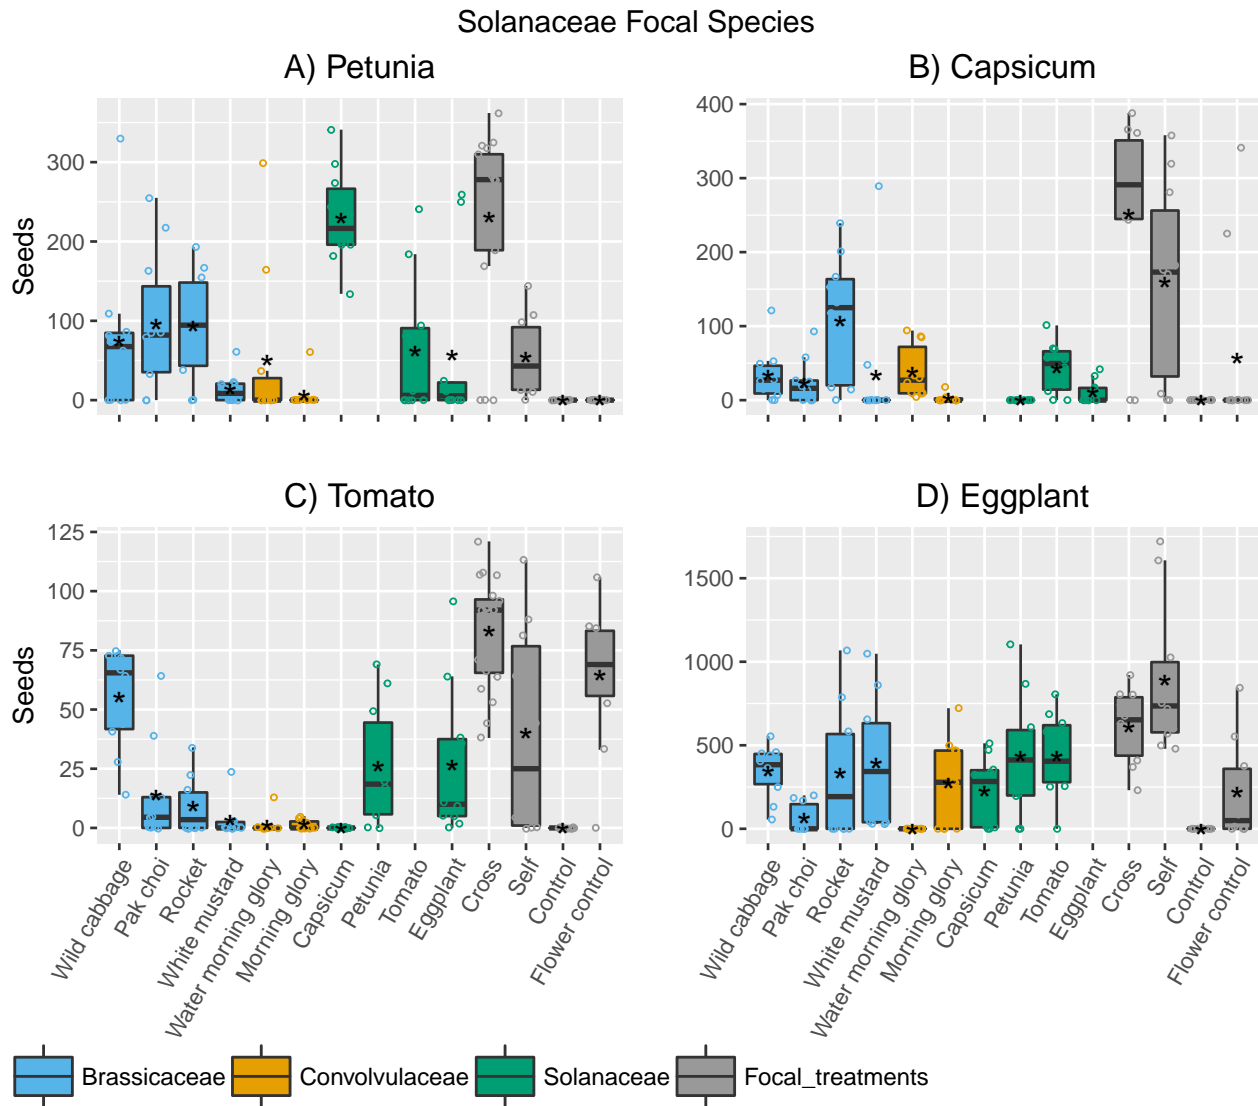 Solanaceae Focal Species
A) Petunia
B) Capsicum
Seeds
300
200
100
0
400
300
200
100
0
C) Tomato
D) Eggplant
Seeds
125
100
75
50
25
0
1500
1000
500
0
Wild cabbage
Pak choi
Rocket
White mustard
Water morning glory
Morning glory
Capsicum
Petunia
Tomato
Eggplant
Cross
Self
Control
Flower control
Wild cabbage
Pak choi
Rocket
White mustard
Water morning glory
Morning glory
Capsicum
Petunia
Tomato
Eggplant
Cross
Self
Control
Flower control
Brassicaceae
Convolvulaceae
Solanaceae
Focal_treatments